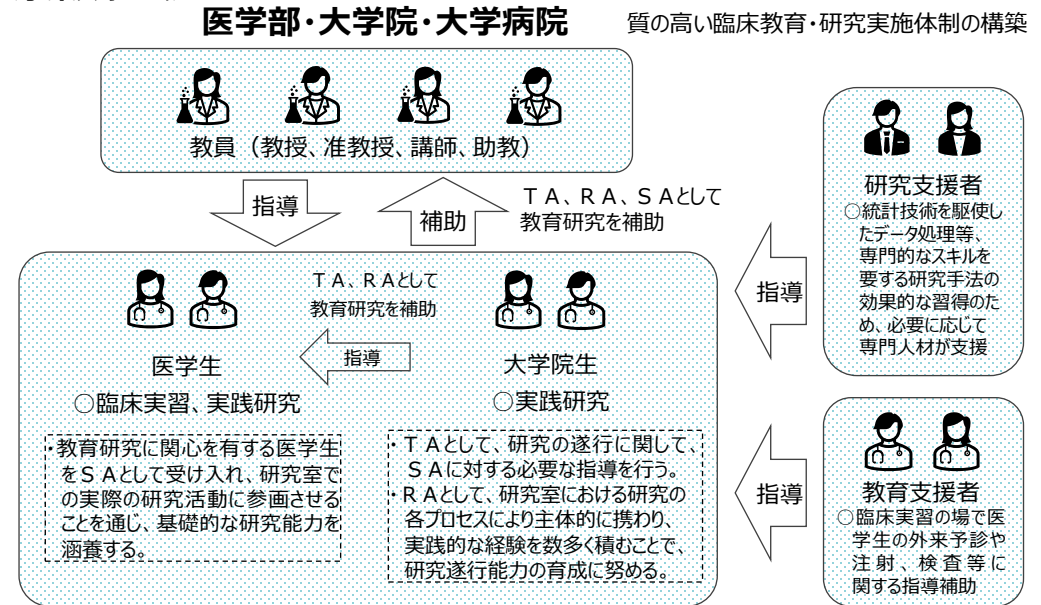 医学部・大学院・大学病院
質の高い臨床教育・研究実施体制の構築
教員（教授、准教授、講師、助教）
指導
補助
ＴＡ、ＲＡ、ＳＡとして
教育研究を補助
医学生
○臨床実習、実践研究
・教育研究に関心を有する医学生
をＳＡとして受け入れ、研究室で
の実際の研究活動に参画させる
ことを通じ、基礎的な研究能力を
涵養する。
ＴＡ、ＲＡとして
教育研究を補助
指導
大学院生
○実践研究
・ＴＡとして、研究の遂行に関して、
ＳＡに対する必要な指導を行う。
・ＲＡとして、研究室における研究の
各プロセスにより主体的に携わり、
実践的な経験を数多く積むことで、
研究遂行能力の育成に努める。
指導
研究支援者
○統計技術を駆使し
たデータ処理等、
専門的なスキルを
要する研究手法の
効果的な習得のた
め、必要に応じて
専門人材が支援
指導
教育支援者
○臨床実習の場で医
学生の外来予診や
注射、検査等に
関する指導補助